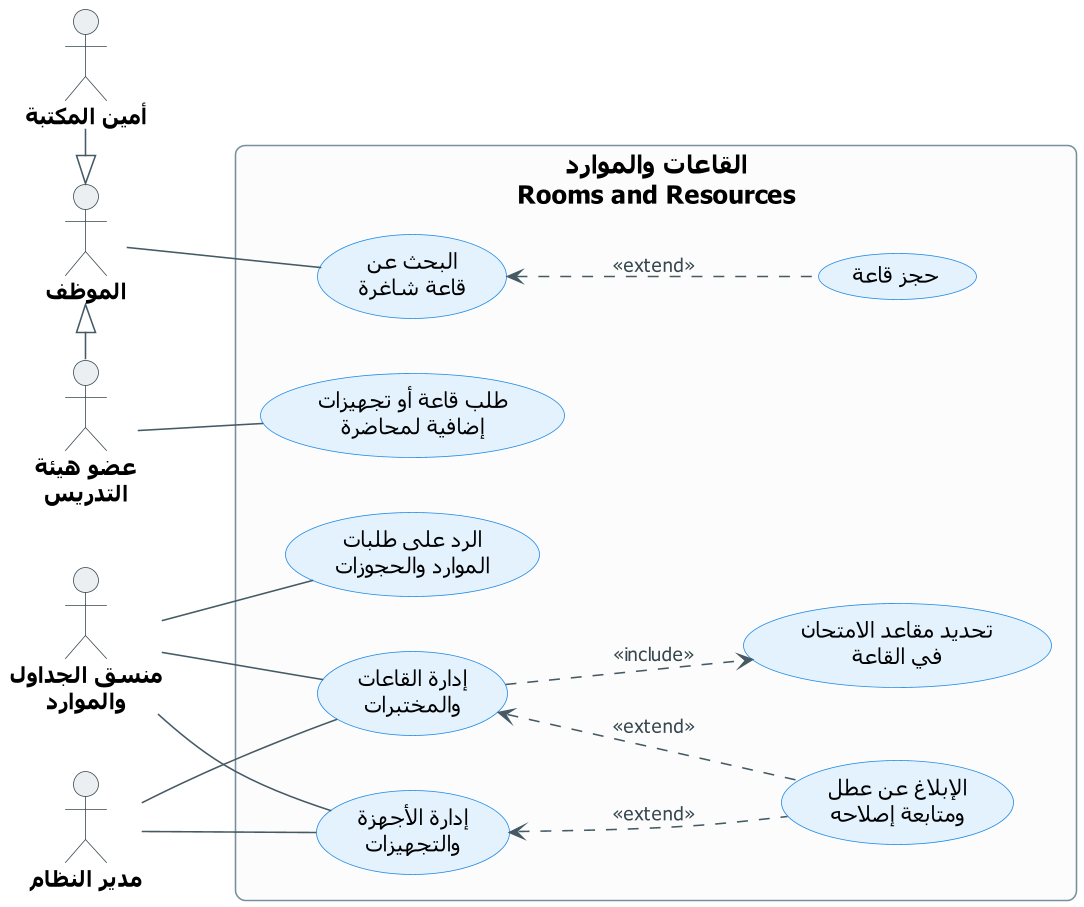 أمين المكتبة
القاعات والموارد
Rooms and Resources
الموظف
البحث عن
قاعة شاغرة
«extend»
حجز قاعة
طلب قاعة أو تجهيزات
إضافية لمحاضرة
عضو هيئة
التدريس
الرد على طلبات
الموارد والحجوزات
منسق الجداول
والموارد
إدارة القاعات
والمختبرات
«include»
تحديد مقاعد الامتحان
في القاعة
«extend»
الإبلاغ عن عطل
ومتابعة إصلاحه
«extend»
إدارة الأجهزة
والتجهيزات
مدير النظام